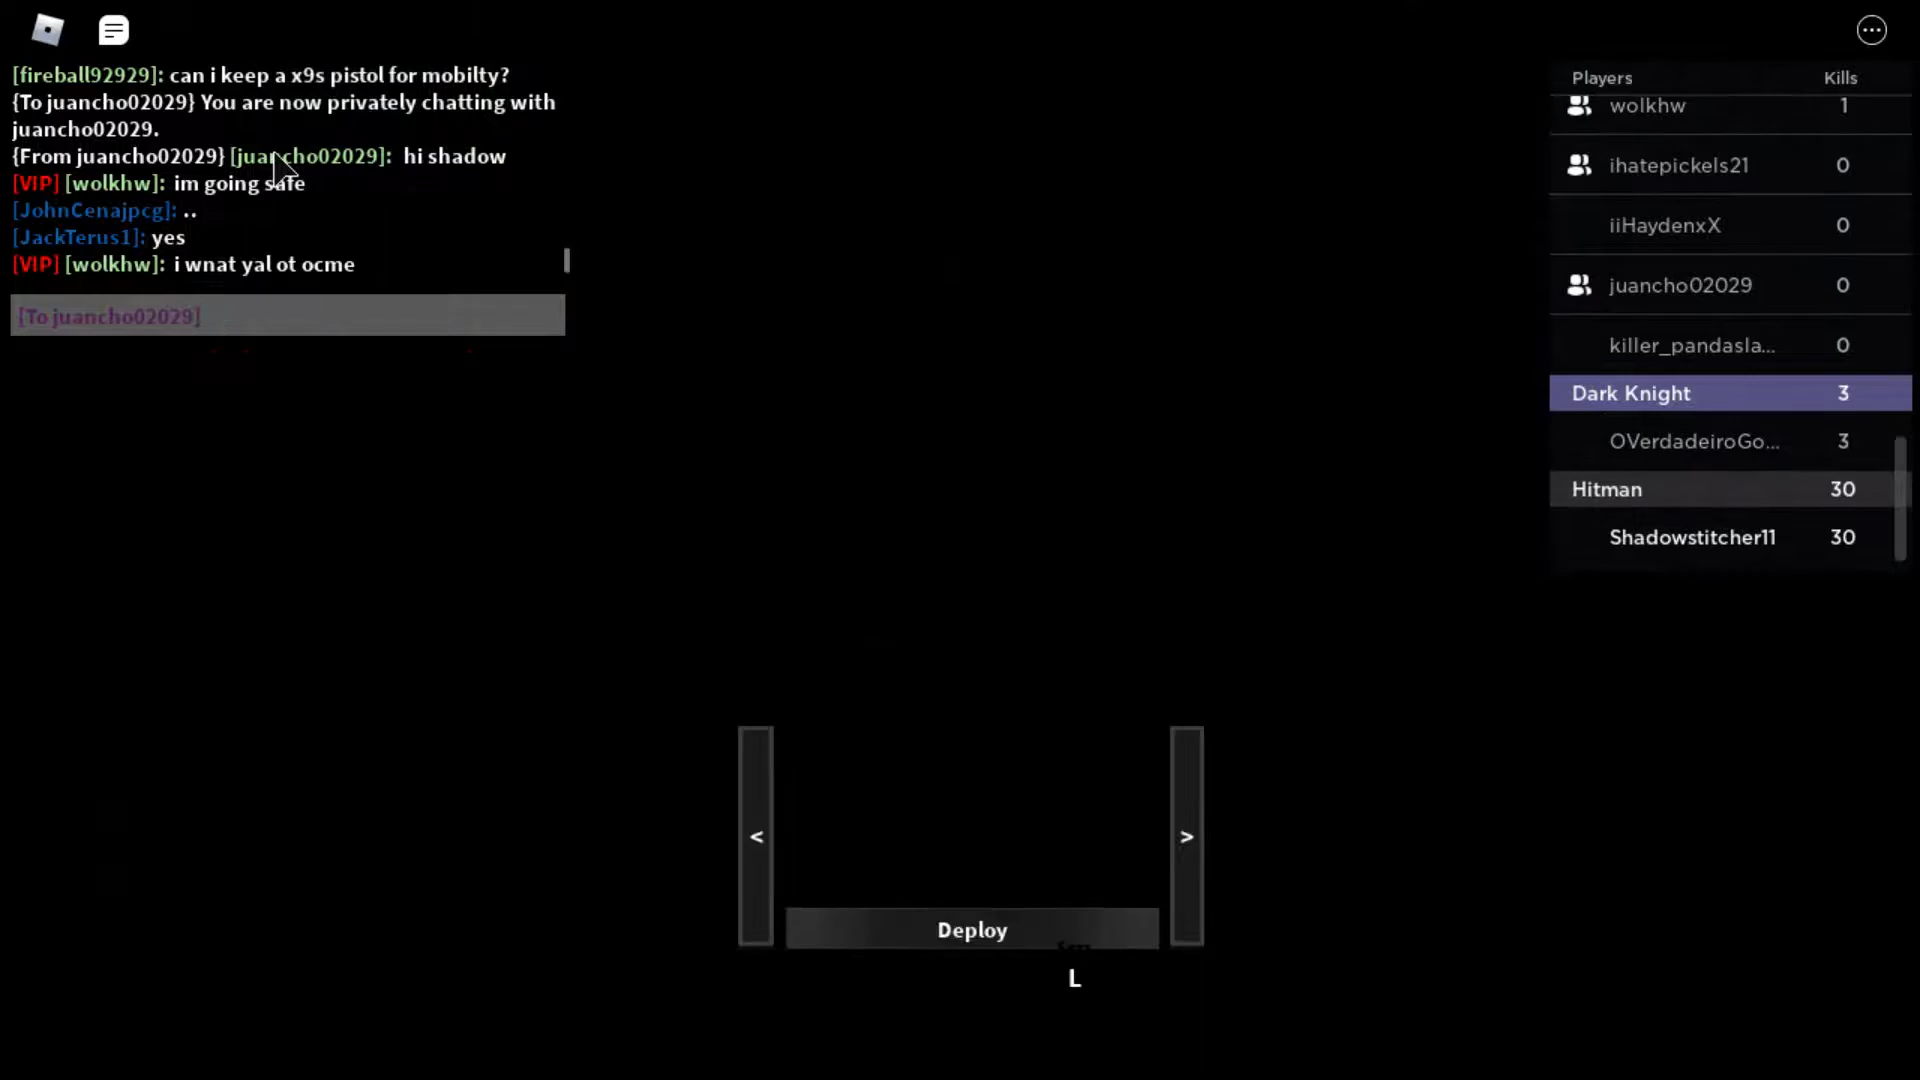 [fireball92929]: can i keep a x9s pistol for mobilty?
{To juancho02029} You are now privately chatting with
juancho02029.
{From juancho02029} [juancho02029]: hi shadow
[VIP] [wolkhw]: im going safe
[JohnCenajpcg]: ..
[JackTerus1]: yes
[VIP] [wolkhw]: i wnat yal ot ocme
[To juancho02029]
Players Kills
wolkhw 1
ihatepickels21 0
iiHaydenxX 0
juancho02029 0
killer_pandasla... 0
Dark Knight 3
OVerdadeiroGo... 3
Hitman 30
Shadowstitcher11 30
< >
Deploy
L